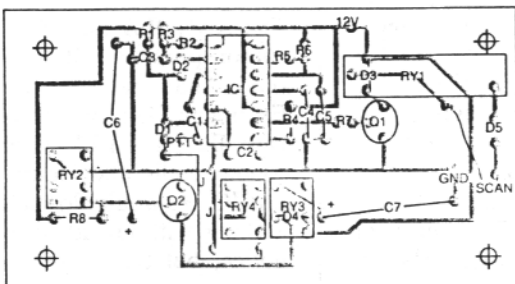 12V
R1 R3 R2
R6
C3 D2 R5
D3 RY1
IC
C6 C1 C4 C5
D1 R4 R7 Q1 D5
PTT
C2
GND
SCAN
RY2
J
Q2 J RY4 RY3 C7
Q4
R8 + +